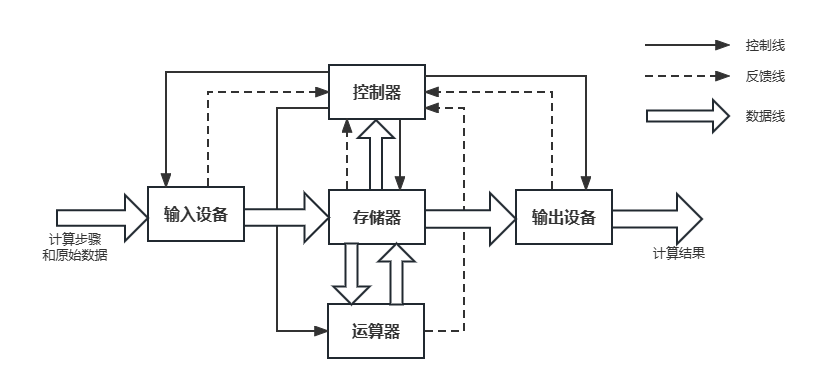 控制线
反馈线
数据线
控制器
输入设备
存储器
输出设备
计算步骤
和原始数据
计算结果
运算器